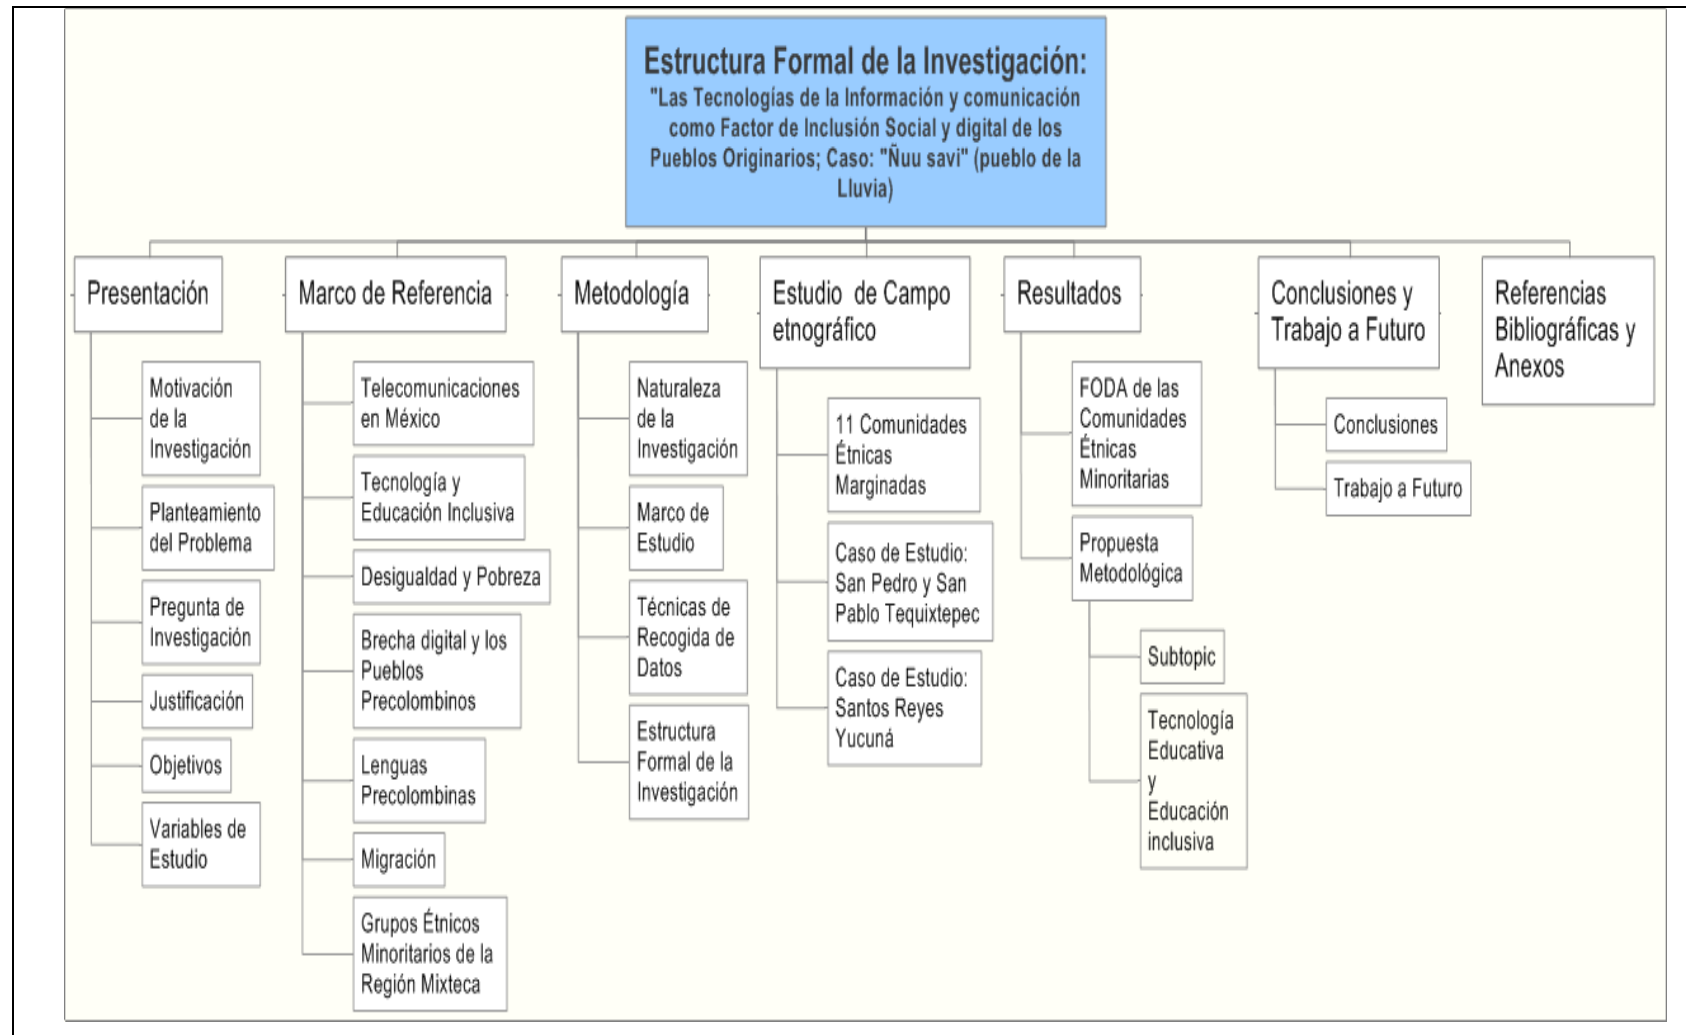 Estructura Formal de la Investigación:
"Las Tecnologías de la Información y comunicación
como Factor de Inclusión Social y digital de los
Pueblos Originarios; Caso: "Ñuu savi" (pueblo de la
Lluvia)
Presentación
Motivación
de la
Investigación
Planteamiento
del Problema
Pregunta de
Investigación
Justificación
Objetivos
Variables de
Estudio
Marco de Referencia
Telecomunicaciones
en México
Tecnología y
Educación Inclusiva
Desigualdad y Pobreza
Brecha digital y los
Pueblos
Precolombinos
Lenguas
Precolombinas
Migración
Grupos Étnicos
Minoritarios de la
Región Mixteca
Metodología
Naturaleza
de la
Investigación
Marco de
Estudio
Técnicas de
Recogida de
Datos
Estructura
Formal de la
Investigación
Estudio de Campo
etnográfico
11 Comunidades
Étnicas
Marginadas
Caso de Estudio:
San Pedro y San
Pablo Tequixtepec
Caso de Estudio:
Santos Reyes
Yucuná
Resultados
FODA de las
Comunidades
Étnicas
Minoritarias
Propuesta
Metodológica
Subtopic
Tecnología
Educativa
y
Educación
inclusiva
Conclusiones y
Trabajo a Futuro
Conclusiones
Trabajo a Futuro
Referencias
Bibliográficas y
Anexos